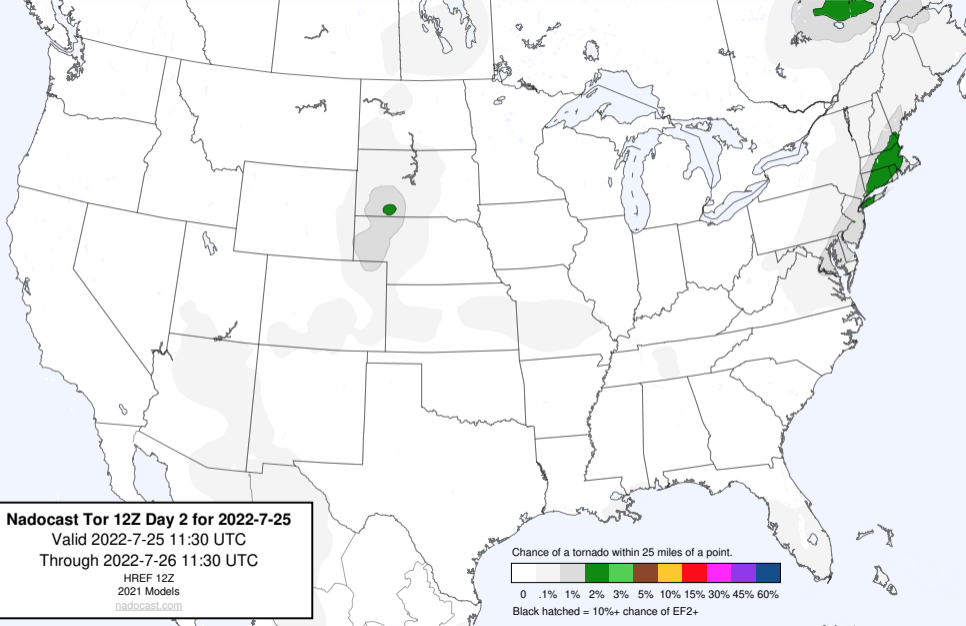 Nadocast Tor 12Z Day 2 for 2022-7-25
Valid 2022-7-25 11:30 UTC
Through 2022-7-26 11:30 UTC
HREF 12Z
2021 Models
nadocast.com
Chance of a tornado within 25 miles of a point.
0 .1% 1% 2% 3% 5% 10% 15% 30% 45% 60%
Black hatched = 10%+ chance of EF2+